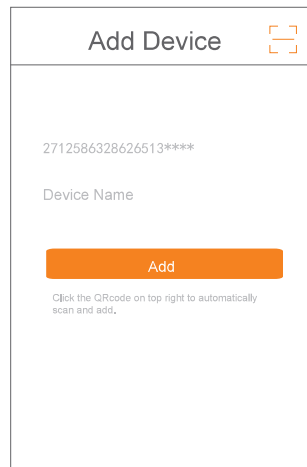 Add Device
2712586328626513****
Device Name
Add
Click the QRcode on top right to automatically
scan and add.